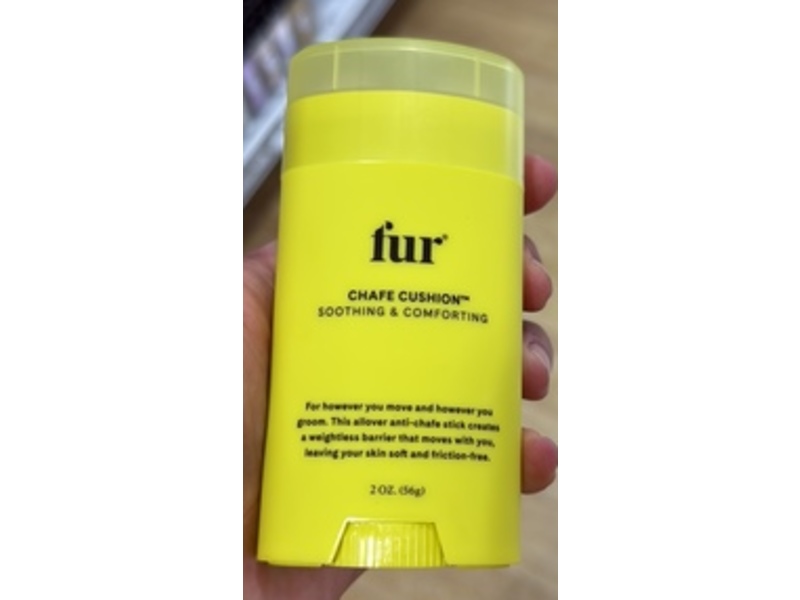 fur®
CHAFE CUSHION™
SOOTHING & COMFORTING
For however you move and however you
groom. This allover anti-chafe stick creates
a weightless barrier that moves with you,
leaving your skin soft and friction-free.
2 OZ. (56g)